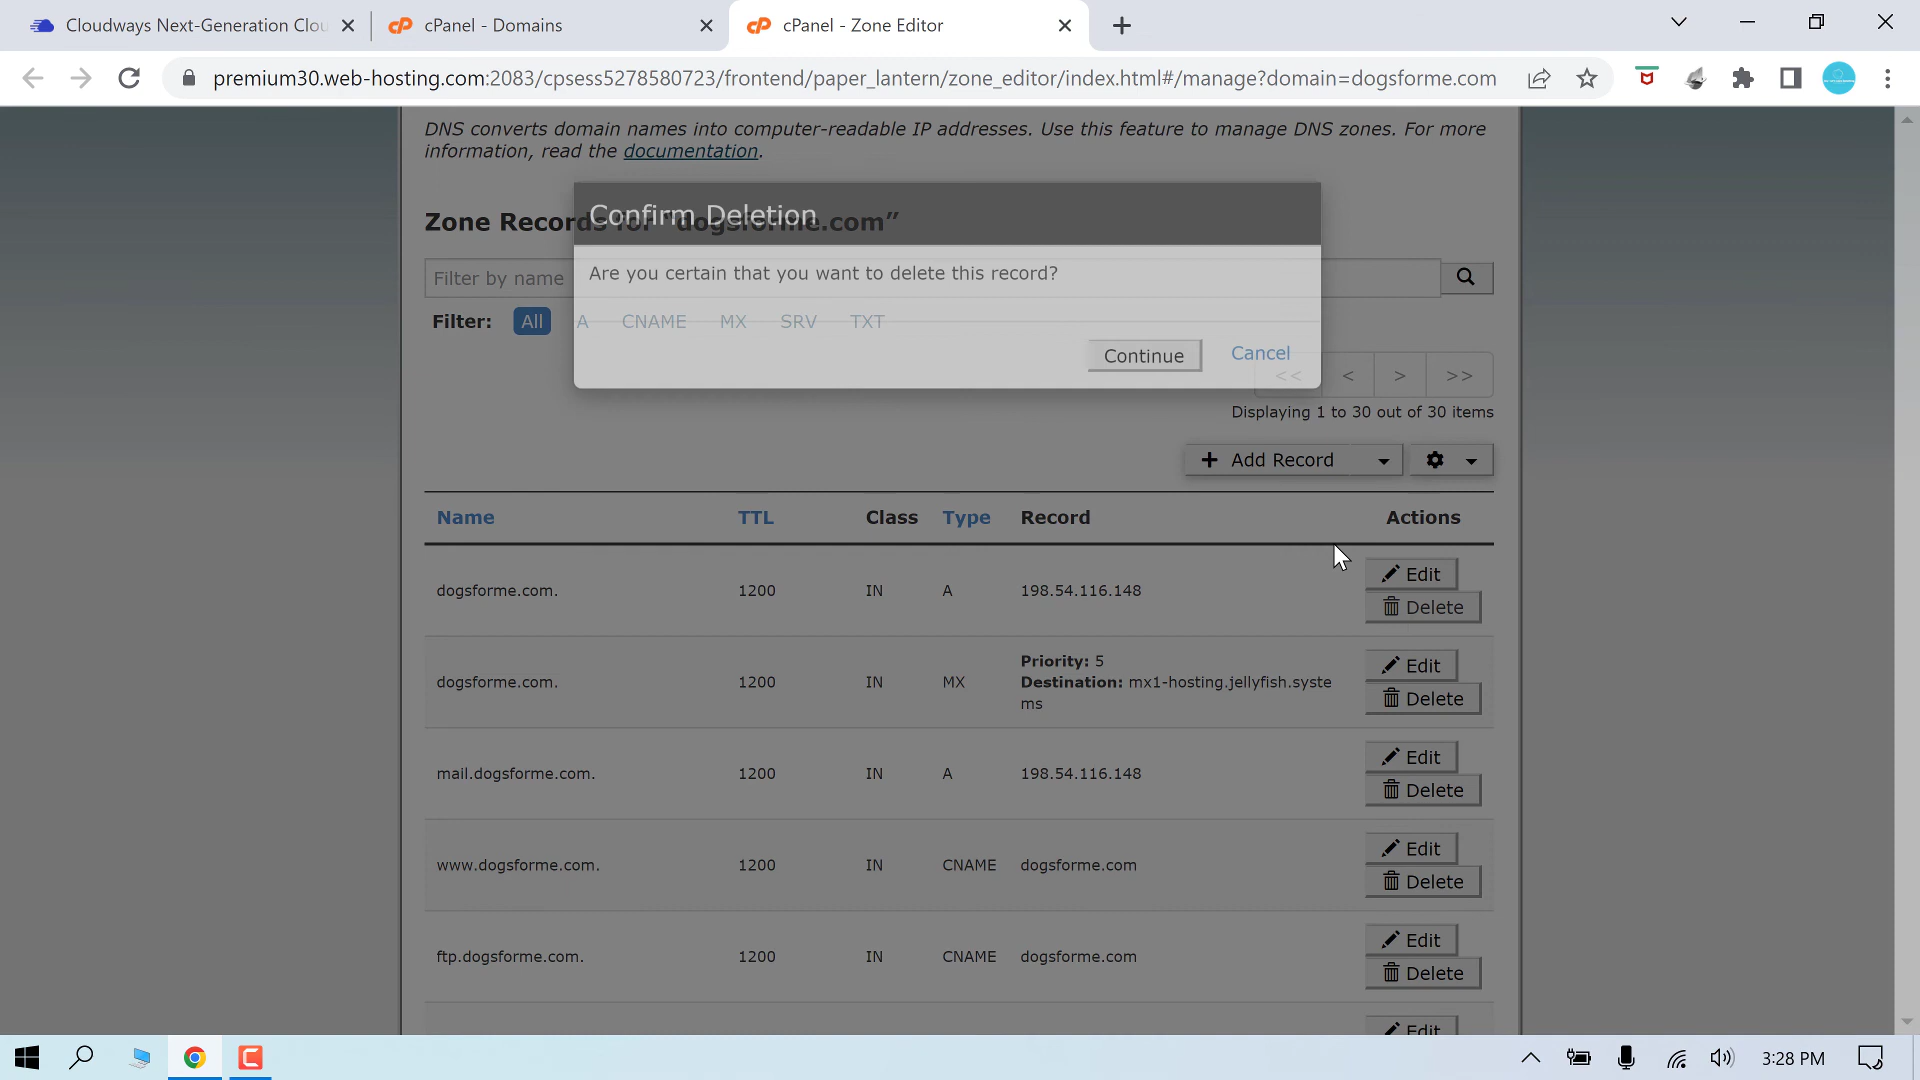 Cloudways Next-Generation Clou
cPanel - Domains
cPanel - Zone Editor
premium30.web-hosting.com:2083/cpsess5278580723/frontend/paper_lantern/zone_editor/index.html#/manage?domain=dogsforme.com
DNS converts domain names into computer-readable IP addresses. Use this feature to manage DNS zones. For more
information, read the documentation.
Confirm Deletion
Zone Records for “dogsforme.com”
Are you certain that you want to delete this record?
Filter by name
Filter: All A CNAME MX SRV TXT
Continue Cancel
<< < > >>
Displaying 1 to 30 out of 30 items
+ Add Record
Name TTL Class Type Record Actions
Edit
dogsforme.com. 1200 IN A 198.54.116.148
Delete
Priority: 5 Edit
dogsforme.com. 1200 IN MX Destination: mx1-hosting.jellyfish.syste
ms Delete
Edit
mail.dogsforme.com. 1200 IN A 198.54.116.148
Delete
Edit
www.dogsforme.com. 1200 IN CNAME dogsforme.com
Delete
Edit
ftp.dogsforme.com. 1200 IN CNAME dogsforme.com
Delete
Edit
3:28 PM